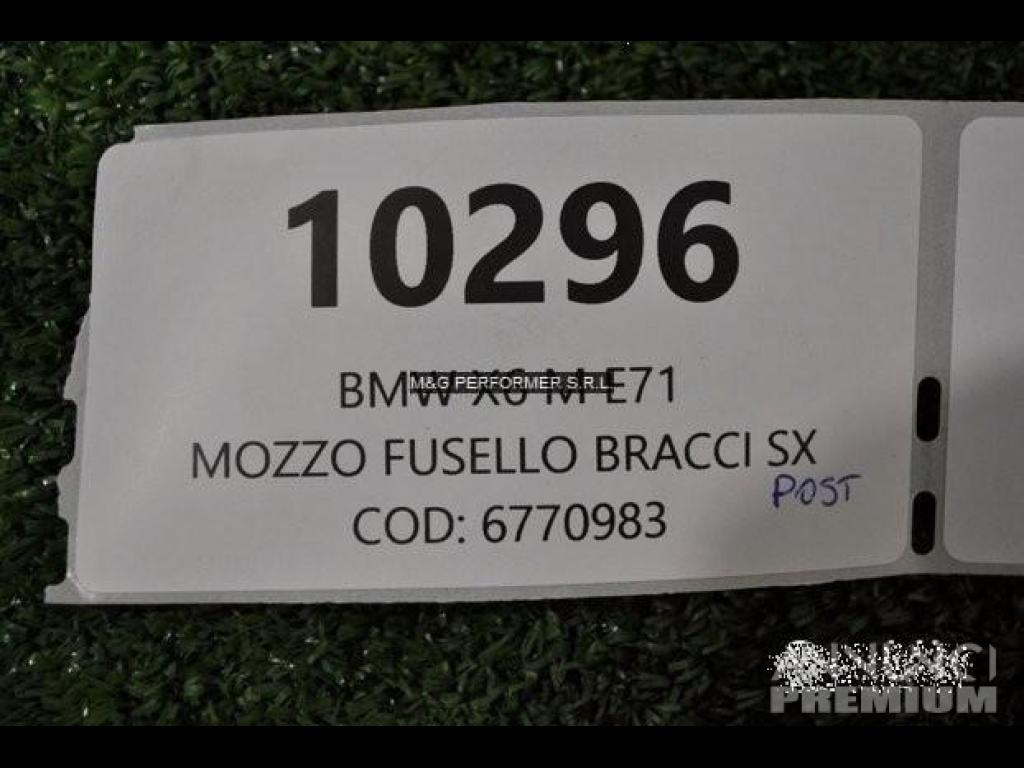 10296
BMW X6 M E71
M&G PERFORMER S.R.L.
MOZZO FUSELLO BRACCI SX
POST
COD: 6770983
PREMIUM